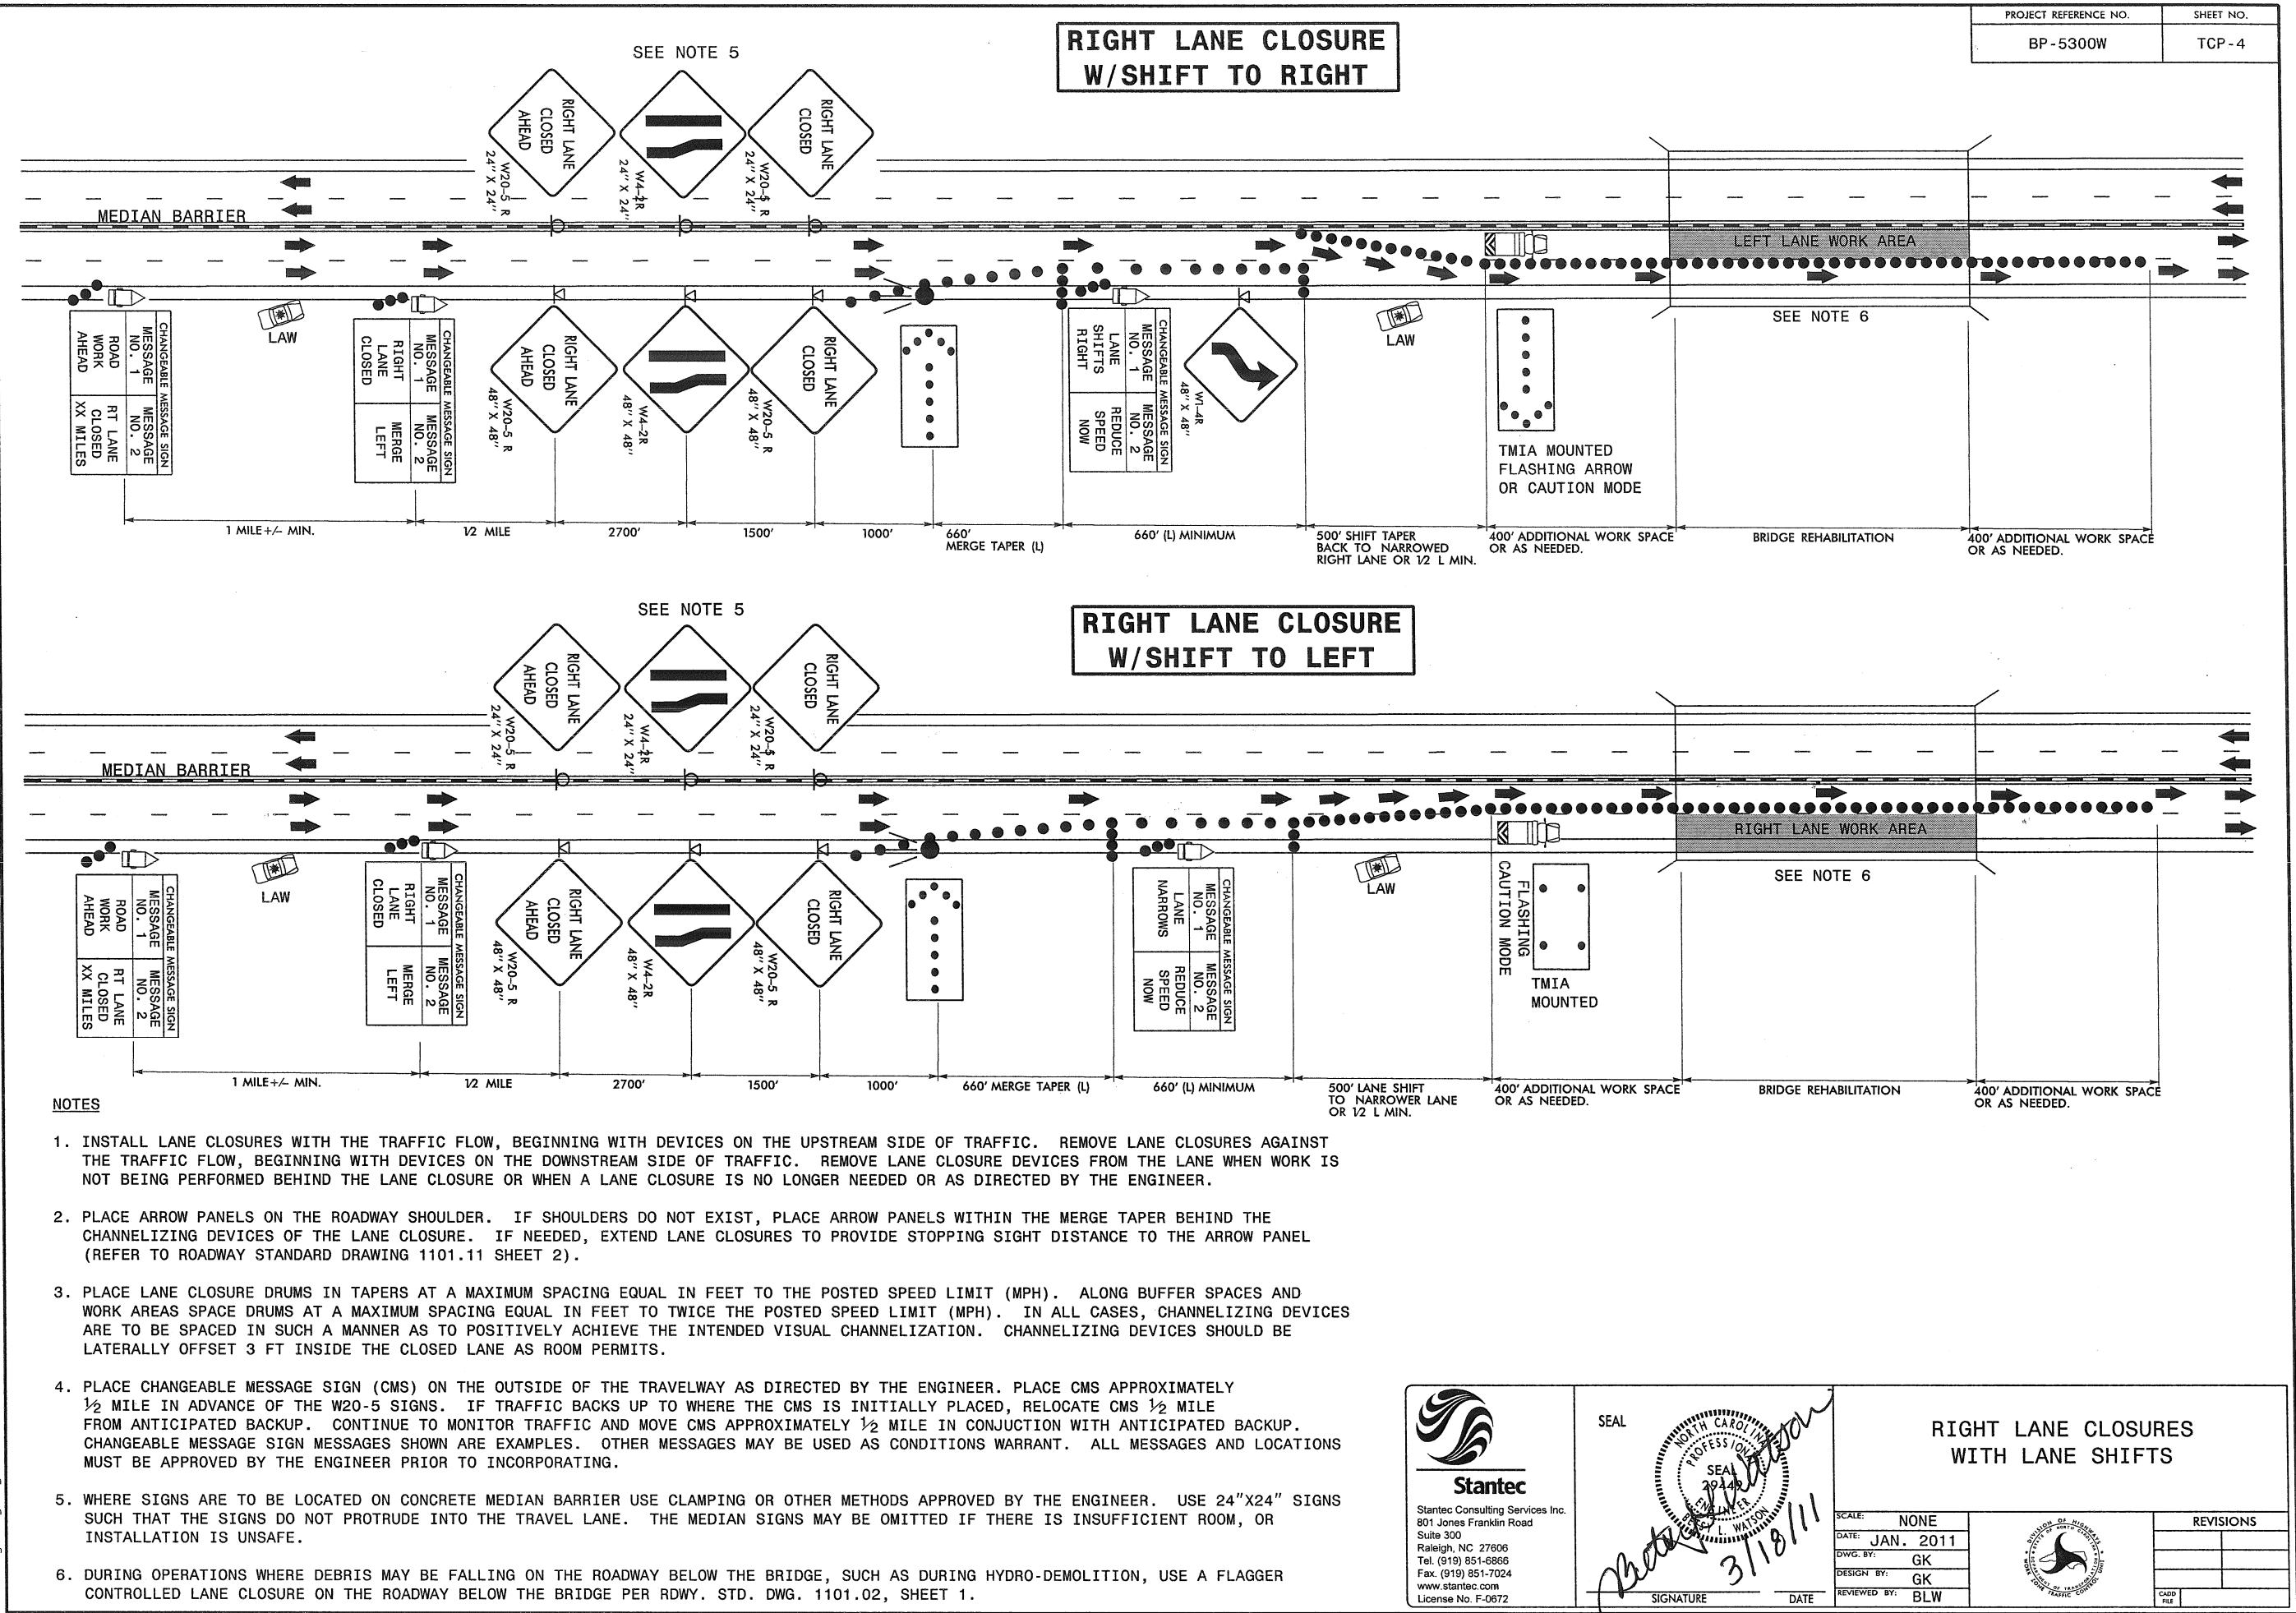 PROJECT REFERENCE NO.
SHEET NO.
BP-5300W
TCP-4
RIGHT LANE CLOSURE
W/SHIFT TO RIGHT
SEE NOTE 5
RIGHT LANE
CLOSED
AHEAD
W20-5 R
24" X 24"
W4-2R
24" X 24"
RIGHT LANE
CLOSED
W20-5 R
24" X 24"
MEDIAN BARRIER
LEFT LANE WORK AREA
SEE NOTE 6
CHANGEABLE MESSAGE SIGN
MESSAGE
NO. 1
MESSAGE
NO. 2
ROAD
WORK
AHEAD
RT LANE
CLOSED
XX MILES
LAW
CHANGEABLE MESSAGE SIGN
MESSAGE
NO. 1
MESSAGE
NO. 2
RIGHT
LANE
CLOSED
MERGE
LEFT
RIGHT LANE
CLOSED
AHEAD
W20-5 R
48" X 48"
W4-2R
48" X 48"
RIGHT LANE
CLOSED
W20-5 R
48" X 48"
CHANGEABLE MESSAGE SIGN
MESSAGE
NO. 1
MESSAGE
NO. 2
LANE
SHIFTS
RIGHT
REDUCE
SPEED
NOW
W1-4R
48" X 48"
LAW
TMIA MOUNTED
FLASHING ARROW
OR CAUTION MODE
1 MILE+/- MIN.
1/2 MILE
2700'
1500'
1000'
660'
MERGE TAPER (L)
660' (L) MINIMUM
500' SHIFT TAPER
BACK TO NARROWED
RIGHT LANE OR 1/2 L MIN.
400' ADDITIONAL WORK SPACE
OR AS NEEDED.
BRIDGE REHABILITATION
400' ADDITIONAL WORK SPACE
OR AS NEEDED.
RIGHT LANE CLOSURE
W/SHIFT TO LEFT
SEE NOTE 5
RIGHT LANE
CLOSED
AHEAD
W20-5 R
24" X 24"
W4-2R
24" X 24"
RIGHT LANE
CLOSED
W20-5 R
24" X 24"
MEDIAN BARRIER
RIGHT LANE WORK AREA
SEE NOTE 6
CHANGEABLE MESSAGE SIGN
MESSAGE
NO. 1
MESSAGE
NO. 2
ROAD
WORK
AHEAD
RT LANE
CLOSED
XX MILES
LAW
CHANGEABLE MESSAGE SIGN
MESSAGE
NO. 1
MESSAGE
NO. 2
RIGHT
LANE
CLOSED
MERGE
LEFT
RIGHT LANE
CLOSED
AHEAD
W20-5 R
48" X 48"
W4-2R
48" X 48"
RIGHT LANE
CLOSED
W20-5 R
48" X 48"
CHANGEABLE MESSAGE SIGN
MESSAGE
NO. 1
MESSAGE
NO. 2
LANE
NARROWS
REDUCE
SPEED
NOW
LAW
FLASHING
CAUTION MODE
TMIA
MOUNTED
1 MILE+/- MIN.
1/2 MILE
2700'
1500'
1000'
660' MERGE TAPER (L)
660' (L) MINIMUM
500' LANE SHIFT
TO NARROWER LANE
OR 1/2 L MIN.
400' ADDITIONAL WORK SPACE
OR AS NEEDED.
BRIDGE REHABILITATION
400' ADDITIONAL WORK SPACE
OR AS NEEDED.
NOTES
1. INSTALL LANE CLOSURES WITH THE TRAFFIC FLOW, BEGINNING WITH DEVICES ON THE UPSTREAM SIDE OF TRAFFIC. REMOVE LANE CLOSURES AGAINST
THE TRAFFIC FLOW, BEGINNING WITH DEVICES ON THE DOWNSTREAM SIDE OF TRAFFIC. REMOVE LANE CLOSURE DEVICES FROM THE LANE WHEN WORK IS
NOT BEING PERFORMED BEHIND THE LANE CLOSURE OR WHEN A LANE CLOSURE IS NO LONGER NEEDED OR AS DIRECTED BY THE ENGINEER.
2. PLACE ARROW PANELS ON THE ROADWAY SHOULDER. IF SHOULDERS DO NOT EXIST, PLACE ARROW PANELS WITHIN THE MERGE TAPER BEHIND THE
CHANNELIZING DEVICES OF THE LANE CLOSURE. IF NEEDED, EXTEND LANE CLOSURES TO PROVIDE STOPPING SIGHT DISTANCE TO THE ARROW PANEL
(REFER TO ROADWAY STANDARD DRAWING 1101.11 SHEET 2).
3. PLACE LANE CLOSURE DRUMS IN TAPERS AT A MAXIMUM SPACING EQUAL IN FEET TO THE POSTED SPEED LIMIT (MPH). ALONG BUFFER SPACES AND
WORK AREAS SPACE DRUMS AT A MAXIMUM SPACING EQUAL IN FEET TO TWICE THE POSTED SPEED LIMIT (MPH). IN ALL CASES, CHANNELIZING DEVICES
ARE TO BE SPACED IN SUCH A MANNER AS TO POSITIVELY ACHIEVE THE INTENDED VISUAL CHANNELIZATION. CHANNELIZING DEVICES SHOULD BE
LATERALLY OFFSET 3 FT INSIDE THE CLOSED LANE AS ROOM PERMITS.
4. PLACE CHANGEABLE MESSAGE SIGN (CMS) ON THE OUTSIDE OF THE TRAVELWAY AS DIRECTED BY THE ENGINEER. PLACE CMS APPROXIMATELY
1/2 MILE IN ADVANCE OF THE W20-5 SIGNS. IF TRAFFIC BACKS UP TO WHERE THE CMS IS INITIALLY PLACED, RELOCATE CMS 1/2 MILE
FROM ANTICIPATED BACKUP. CONTINUE TO MONITOR TRAFFIC AND MOVE CMS APPROXIMATELY 1/2 MILE IN CONJUCTION WITH ANTICIPATED BACKUP.
CHANGEABLE MESSAGE SIGN MESSAGES SHOWN ARE EXAMPLES. OTHER MESSAGES MAY BE USED AS CONDITIONS WARRANT. ALL MESSAGES AND LOCATIONS
MUST BE APPROVED BY THE ENGINEER PRIOR TO INCORPORATING.
5. WHERE SIGNS ARE TO BE LOCATED ON CONCRETE MEDIAN BARRIER USE CLAMPING OR OTHER METHODS APPROVED BY THE ENGINEER. USE 24"X24" SIGNS
SUCH THAT THE SIGNS DO NOT PROTRUDE INTO THE TRAVEL LANE. THE MEDIAN SIGNS MAY BE OMITTED IF THERE IS INSUFFICIENT ROOM, OR
INSTALLATION IS UNSAFE.
6. DURING OPERATIONS WHERE DEBRIS MAY BE FALLING ON THE ROADWAY BELOW THE BRIDGE, SUCH AS DURING HYDRO-DEMOLITION, USE A FLAGGER
CONTROLLED LANE CLOSURE ON THE ROADWAY BELOW THE BRIDGE PER RDWY. STD. DWG. 1101.02, SHEET 1.
Stantec
Stantec Consulting Services Inc.
801 Jones Franklin Road
Suite 300
Raleigh, NC 27606
Tel. (919) 851-6866
Fax. (919) 851-7024
www.stantec.com
License No. F-0672
SEAL
NORTH CAROLINA
PROFESSIONAL
SEAL
29449
ENGINEER
BETSY L. WATSON
Betsy L. Watson
3/18/11
SIGNATURE
DATE
RIGHT LANE CLOSURES
WITH LANE SHIFTS
SCALE: NONE
DATE: JAN. 2011
DWG. BY: GK
DESIGN BY: GK
REVIEWED BY: BLW
DIVISION OF HIGHWAYS
REVISIONS
CADD
FILE